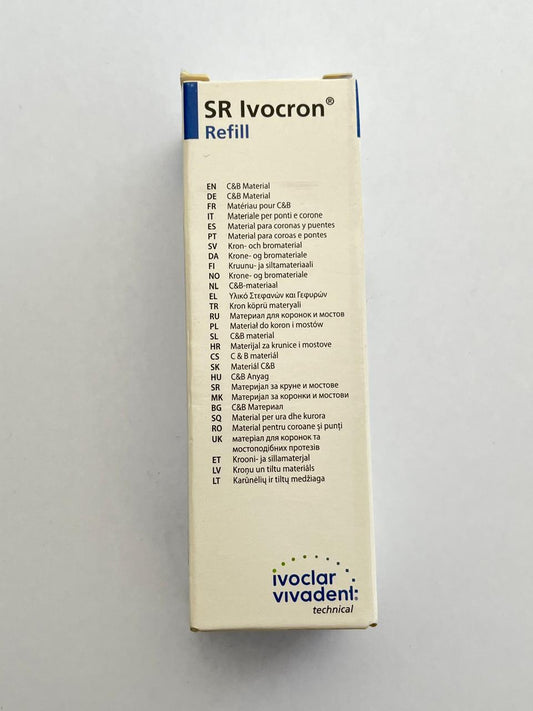 SR Ivocron®
Refill
EN C&B Material
DE C&B Material
FR Matériau pour C&B
IT Materiale per ponti e corone
ES Material para coronas y puentes
PT Material para coroas e pontes
SV Kron- och bromaterial
DA Krone- og bromateriale
FI Kruunu- ja siltamateriaali
NO Krone- og bromateriale
NL C&B-materiaal
EL Υλικό Στεφανών και Γεφυρών
TR Kron köprü materyali
RU Материал для коронок и мостов
PL Materiał do koron i mostów
SL C&B material
HR Materijal za krunice i mostove
CS C & B materiál
SK Materiál C&B
HU C&B Anyag
SR Материјал за круне и мостове
MK Материјал за коронки и мостови
BG C&B Материал
SQ Material per ura dhe kurora
RO Material pentru coroane și punți
UK матеріал для коронок та
мостоподібних протезів
ET Krooni- ja sillamaterjal
LV Kroņu un tiltu materiāls
LT Karūnėlių ir tiltų medžiaga
ivoclar
vivadent:
technical